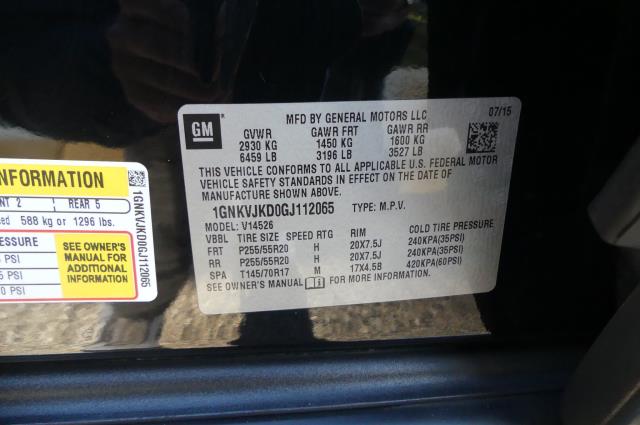 MFD BY GENERAL MOTORS LLC 07/15
GM
GVWR GAWR FRT GAWR RR
2930 KG 1450 KG 1600 KG
6459 LB 3196 LB 3527 LB
THIS VEHICLE CONFORMS TO ALL APPLICABLE U.S. FEDERAL MOTOR
VEHICLE SAFETY STANDARDS IN EFFECT ON THE DATE OF
MANUFACTURE SHOWN ABOVE.
1GNKVJKD0GJ112065 TYPE: M.P.V.
MODEL: V14526
VBBL TIRE SIZE SPEED RTG RIM COLD TIRE PRESSURE
FRT P255/55R20 H 20X7.5J 240KPA(35PSI)
RR P255/55R20 H 20X7.5J 240KPA(35PSI)
SPA T145/70R17 M 17X4.5B 420KPA(60PSI)
SEE OWNER'S MANUAL FOR MORE INFORMATION.
INFORMATION
2 REAR 5
588 kg or 1296 lbs.
PRESSURE
PSI
PSI
PSI
SEE OWNER'S
MANUAL FOR
ADDITIONAL
INFORMATION
1GNKVJKD0GJ112065